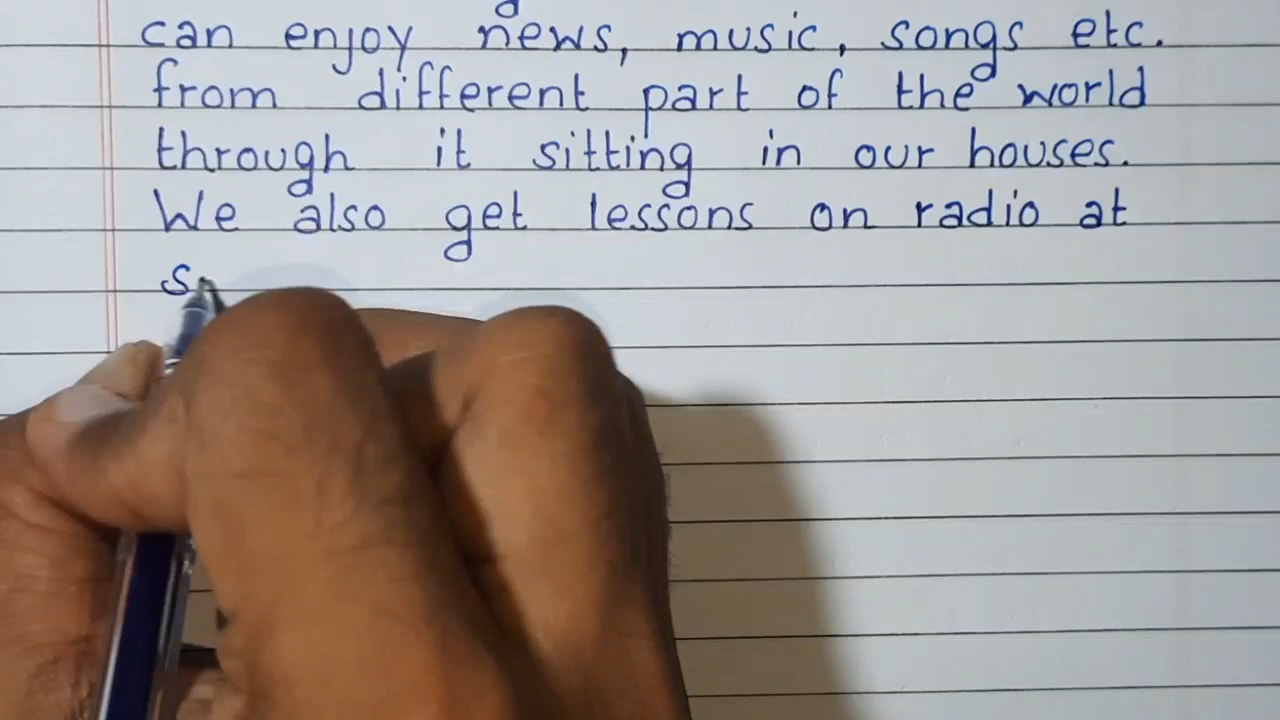 can enjoy news, music, songs etc.
from different part of the world
through it sitting in our houses.
We also get lessons on radio at
s